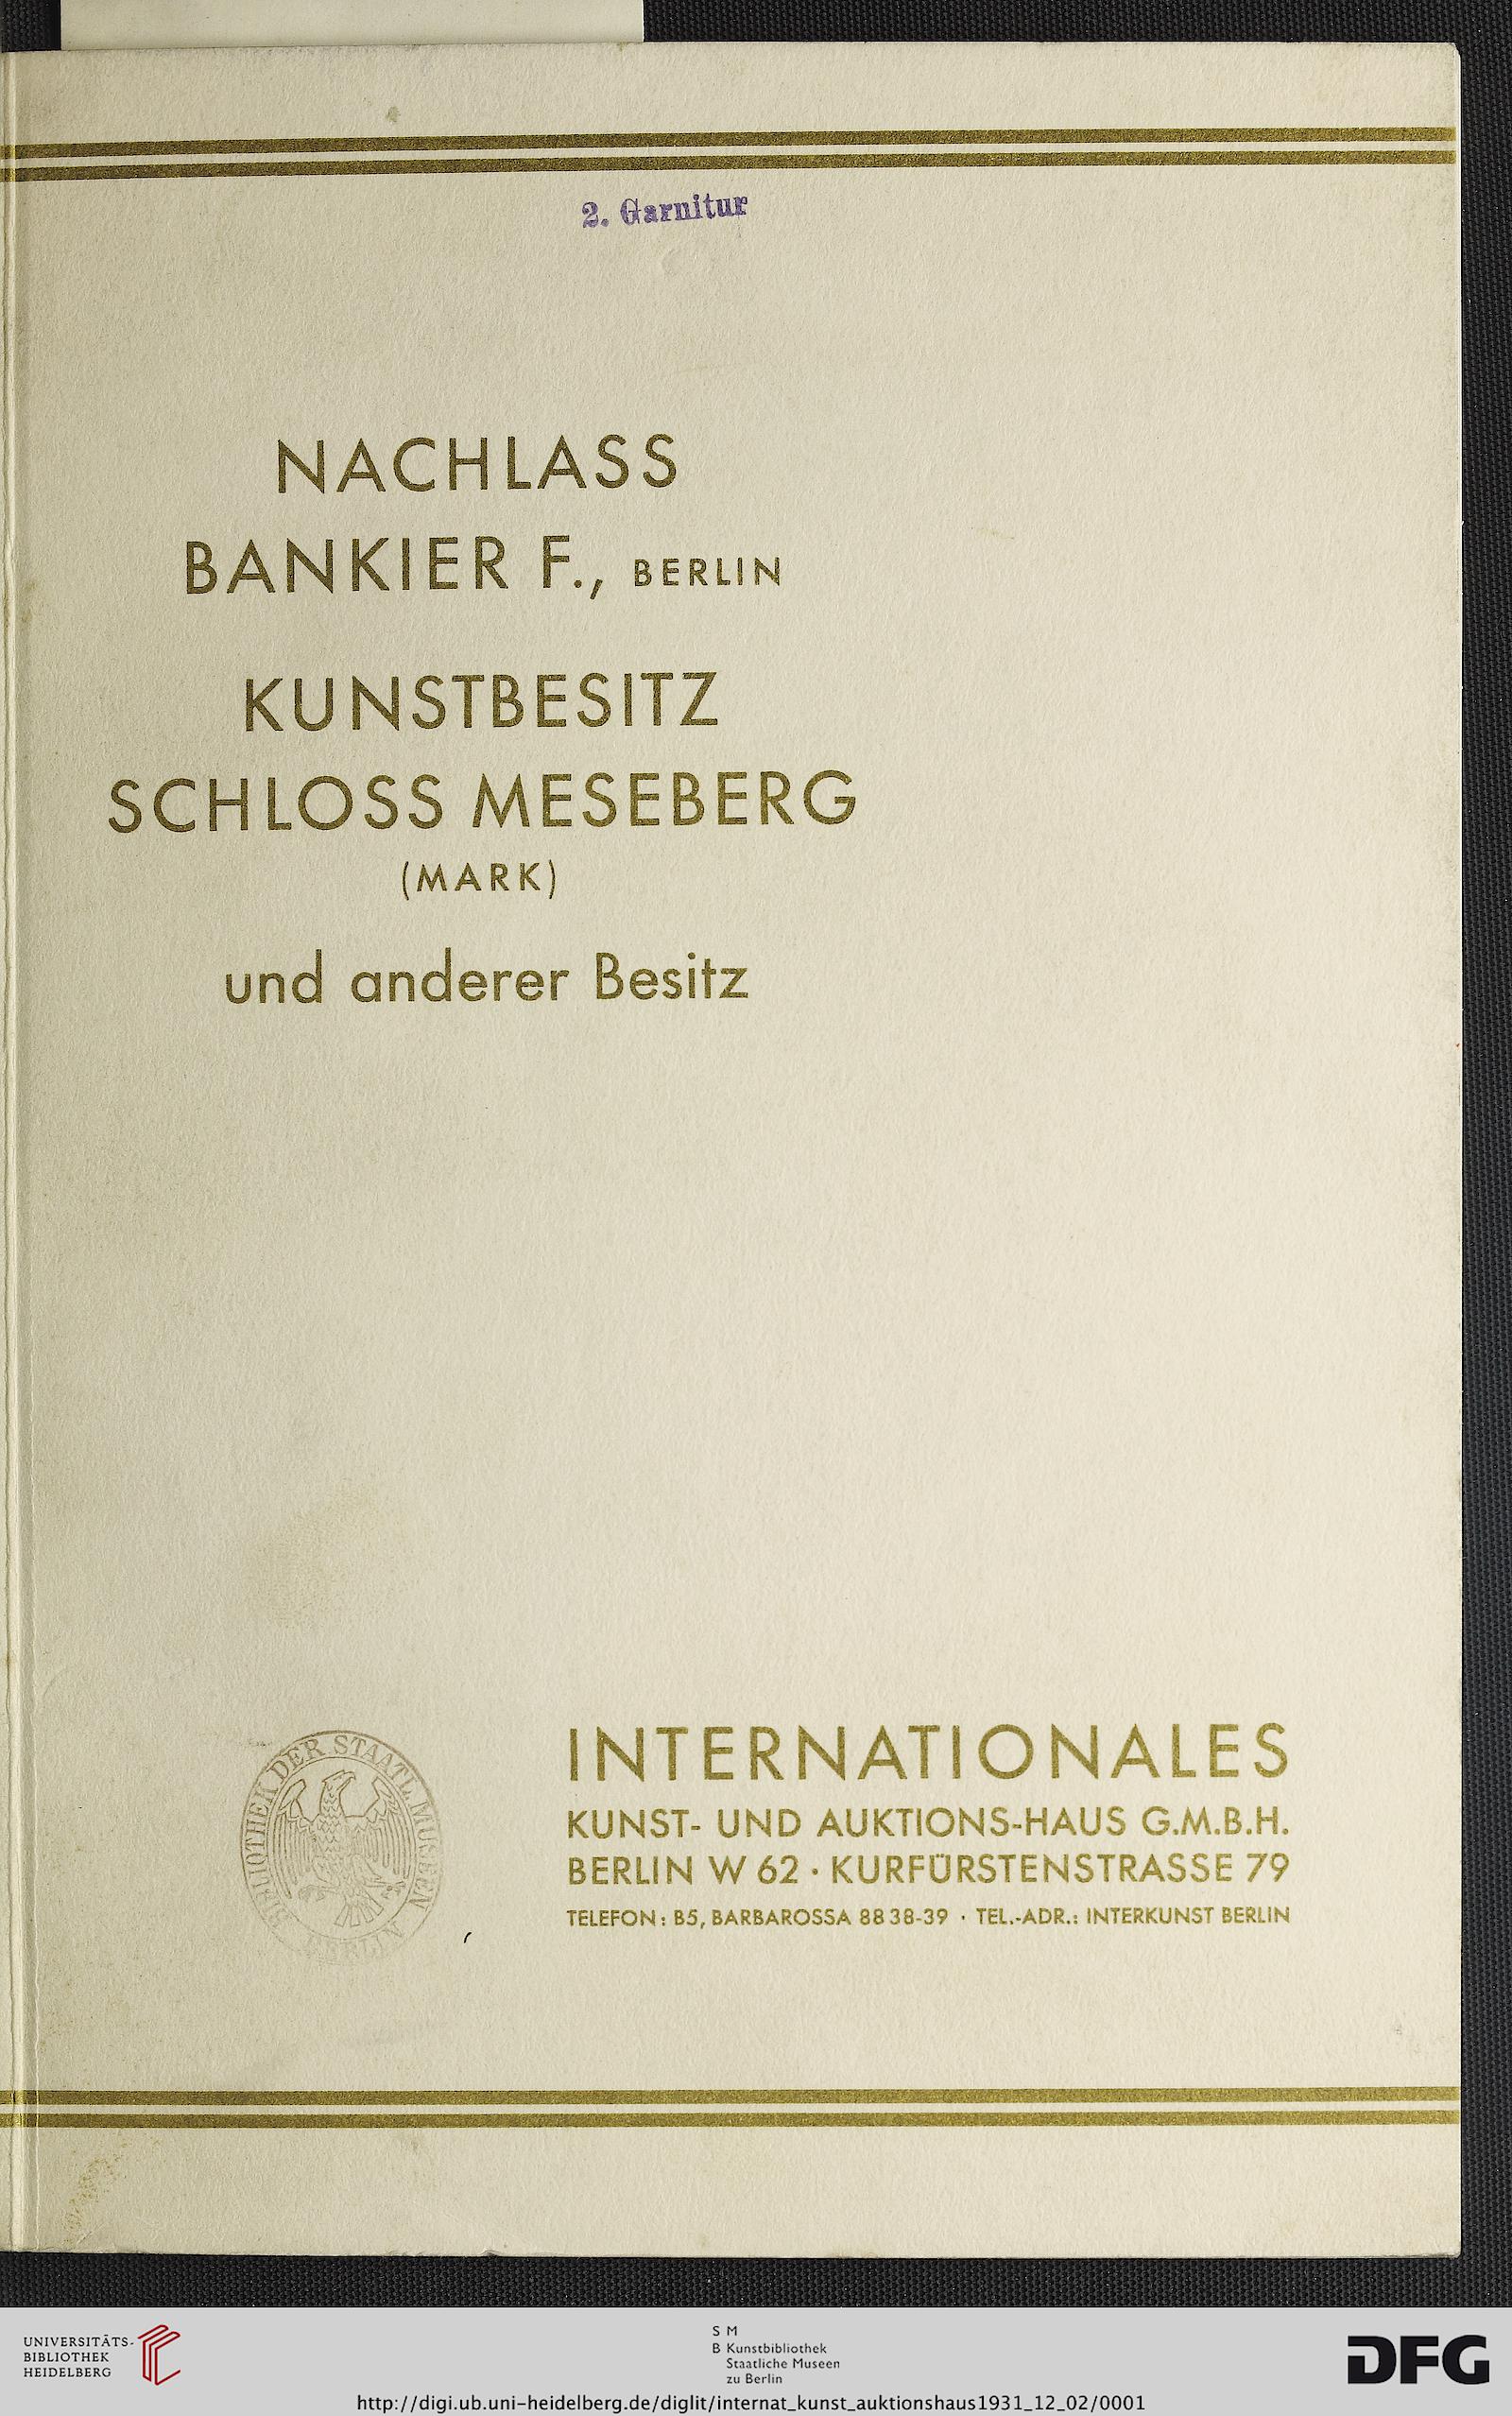 2. Garnitur
NACHLASS
BANKIER F., BERLIN
KUNSTBESITZ
SCHLOSS MESEBERG
(MARK)
und anderer Besitz
BIBLIOTHEK DER STAATL. MUSEEN
BERLIN
INTERNATIONALES
KUNST- UND AUKTIONS-HAUS G.M.B.H.
BERLIN W 62 · KURFÜRSTENSTRASSE 79
TELEFON: B5, BARBAROSSA 88 38-39 · TEL.-ADR.: INTERKUNST BERLIN
UNIVERSITÄTS-
BIBLIOTHEK
HEIDELBERG
S M
B Kunstbibliothek
Staatliche Museen
zu Berlin
DFG
http://digi.ub.uni-heidelberg.de/diglit/internat_kunst_auktionshaus1931_12_02/0001